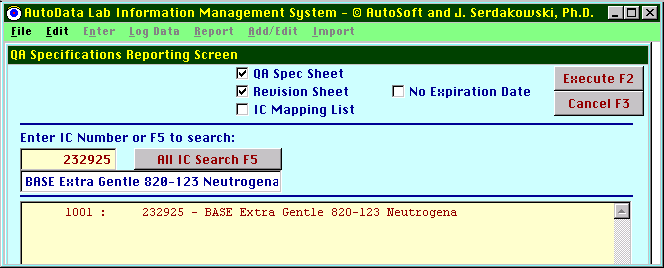 AutoData Lab Information Management System - © AutoSoft and J. Serdakowski, Ph.D.
File Edit Enter Log Data Report Add/Edit Import
QA Specifications Reporting Screen
QA Spec Sheet
Execute F2
Revision Sheet No Expiration Date
Cancel F3
IC Mapping List
Enter IC Number or F5 to search:
232925 All IC Search F5
BASE Extra Gentle 820-123 Neutrogena
1001 : 232925 - BASE Extra Gentle 820-123 Neutrogena